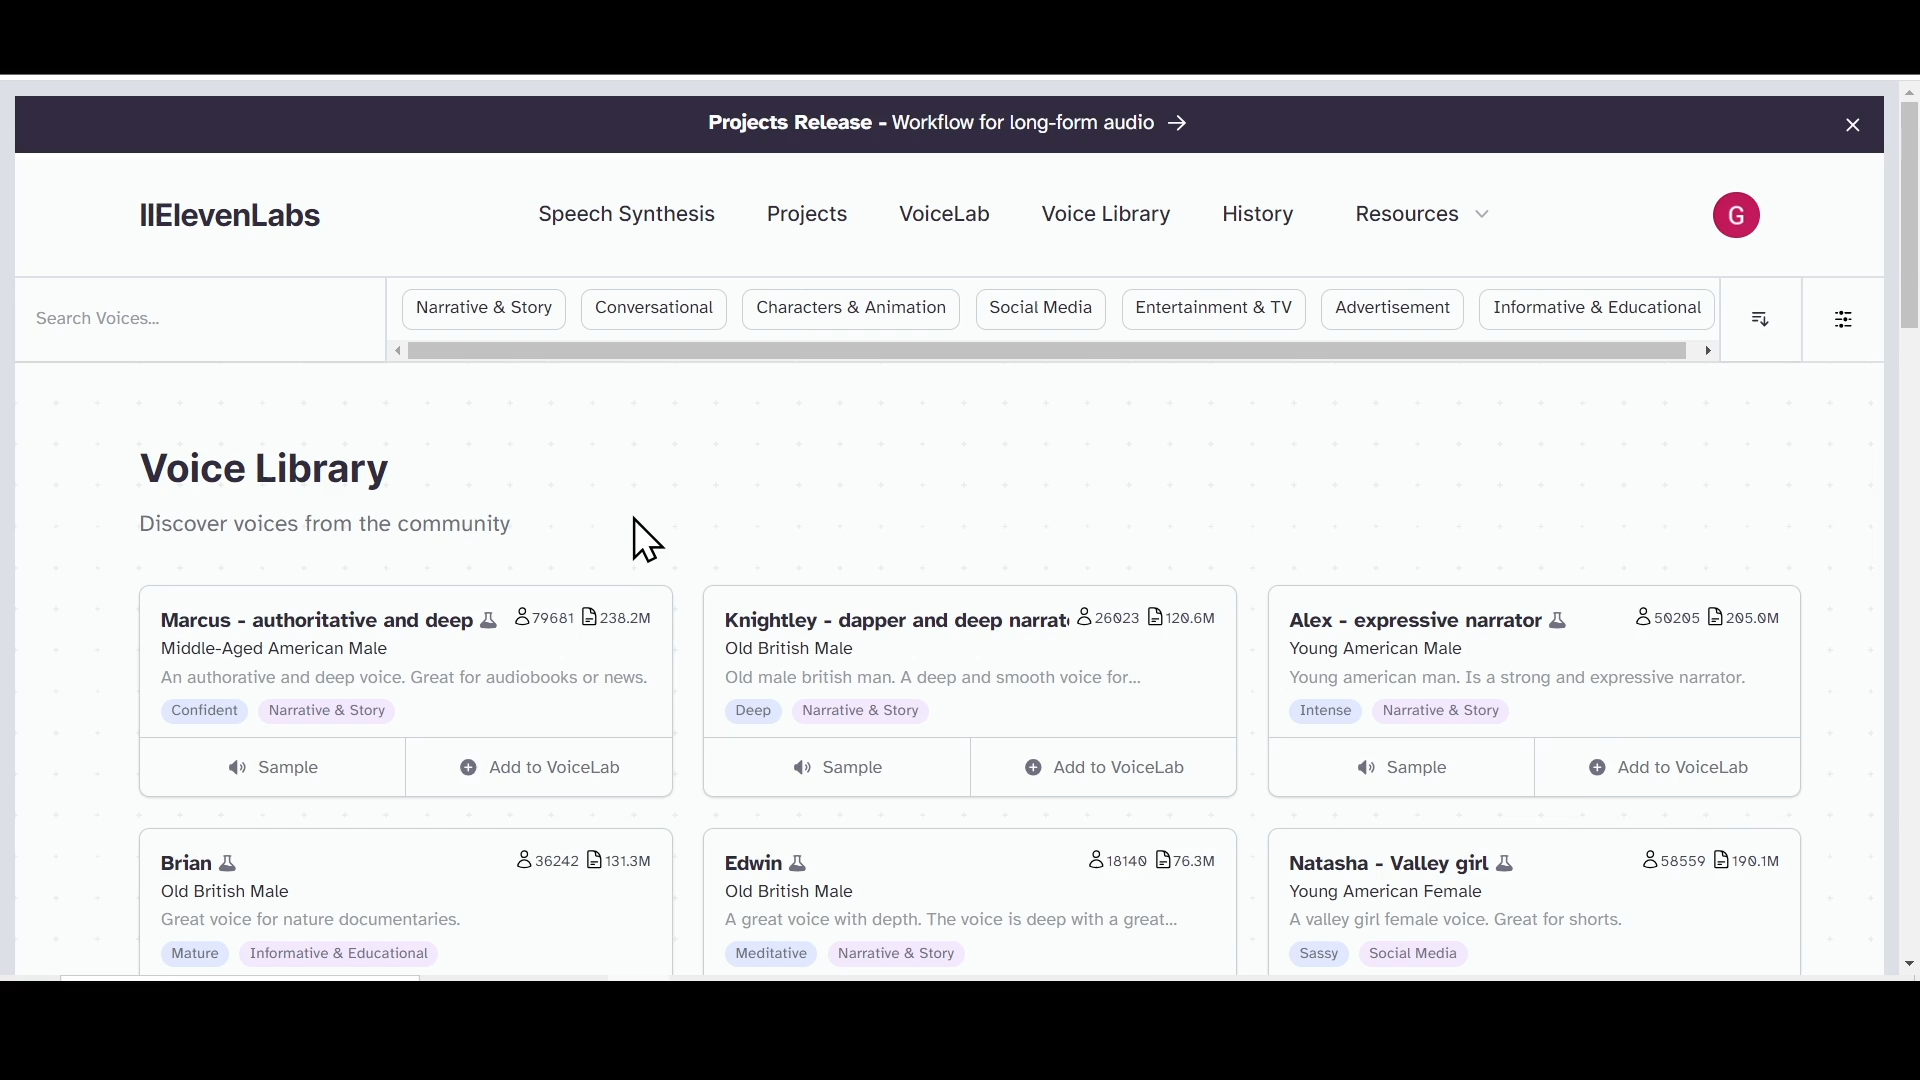 Projects Release - Workflow for long-form audio →
IIElevenLabs
Speech Synthesis Projects VoiceLab Voice Library History Resources
G
Search Voices...
Narrative & Story Conversational Characters & Animation Social Media Entertainment & TV Advertisement Informative & Educational
Voice Library
Discover voices from the community
Marcus - authoritative and deep 79681 238.2M
Middle-Aged American Male
An authorative and deep voice. Great for audiobooks or news.
Confident Narrative & Story
Sample Add to VoiceLab
Knightley - dapper and deep narrat 26023 120.6M
Old British Male
Old male british man. A deep and smooth voice for...
Deep Narrative & Story
Sample Add to VoiceLab
Alex - expressive narrator 50205 205.0M
Young American Male
Young american man. Is a strong and expressive narrator.
Intense Narrative & Story
Sample Add to VoiceLab
Brian 36242 131.3M
Old British Male
Great voice for nature documentaries.
Mature Informative & Educational
Edwin 18140 76.3M
Old British Male
A great voice with depth. The voice is deep with a great...
Meditative Narrative & Story
Natasha - Valley girl 58559 190.1M
Young American Female
A valley girl female voice. Great for shorts.
Sassy Social Media